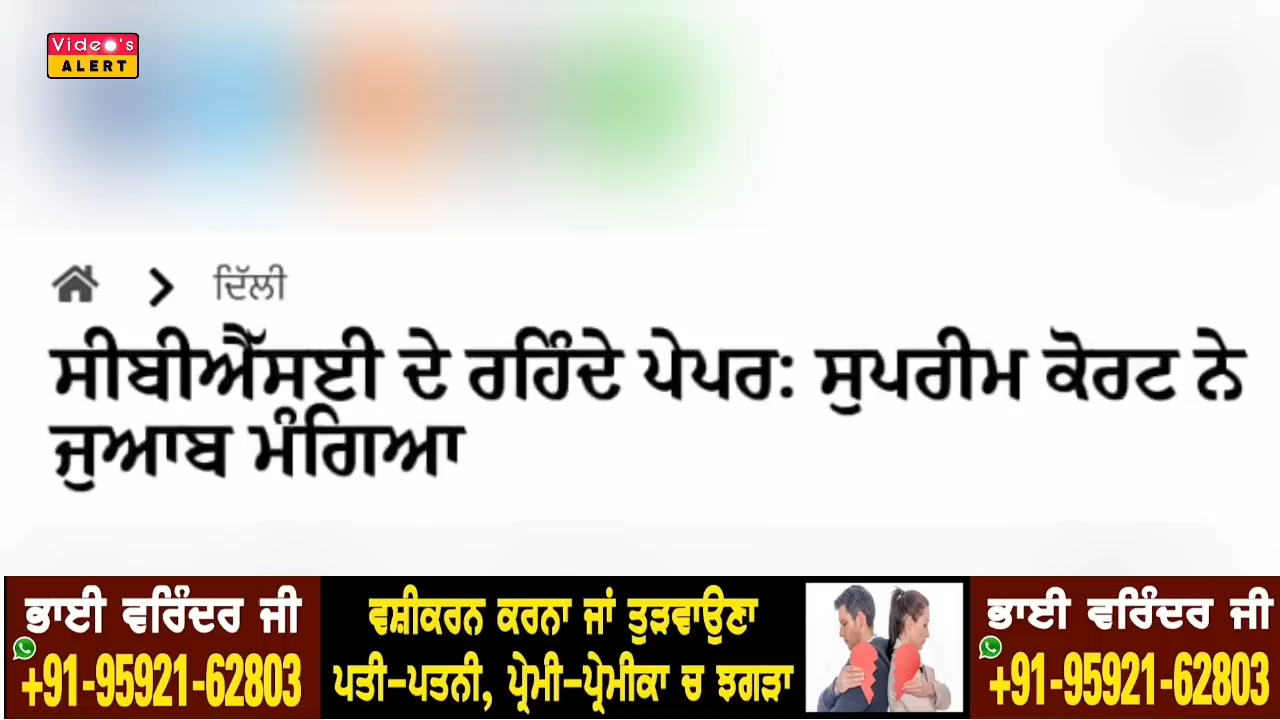 Video's
ALERT
ਦਿੱਲੀ
ਸੀਬੀਐੱਸਈ ਦੇ ਰਹਿੰਦੇ ਪੇਪਰ: ਸੁਪਰੀਮ ਕੋਰਟ ਨੇ
ਜੁਆਬ ਮੰਗਿਆ
ਭਾਈ ਵਰਿੰਦਰ ਜੀ
+91-95921-62803
ਵਸ਼ੀਕਰਨ ਕਰਨਾ ਜਾਂ ਤੁੜਵਾਉਣਾ
ਪਤੀ-ਪਤਨੀ, ਪ੍ਰੇਮੀ-ਪ੍ਰੇਮੀਕਾ ਚ ਝਗੜਾ
ਭਾਈ ਵਰਿੰਦਰ ਜੀ
+91-95921-62803